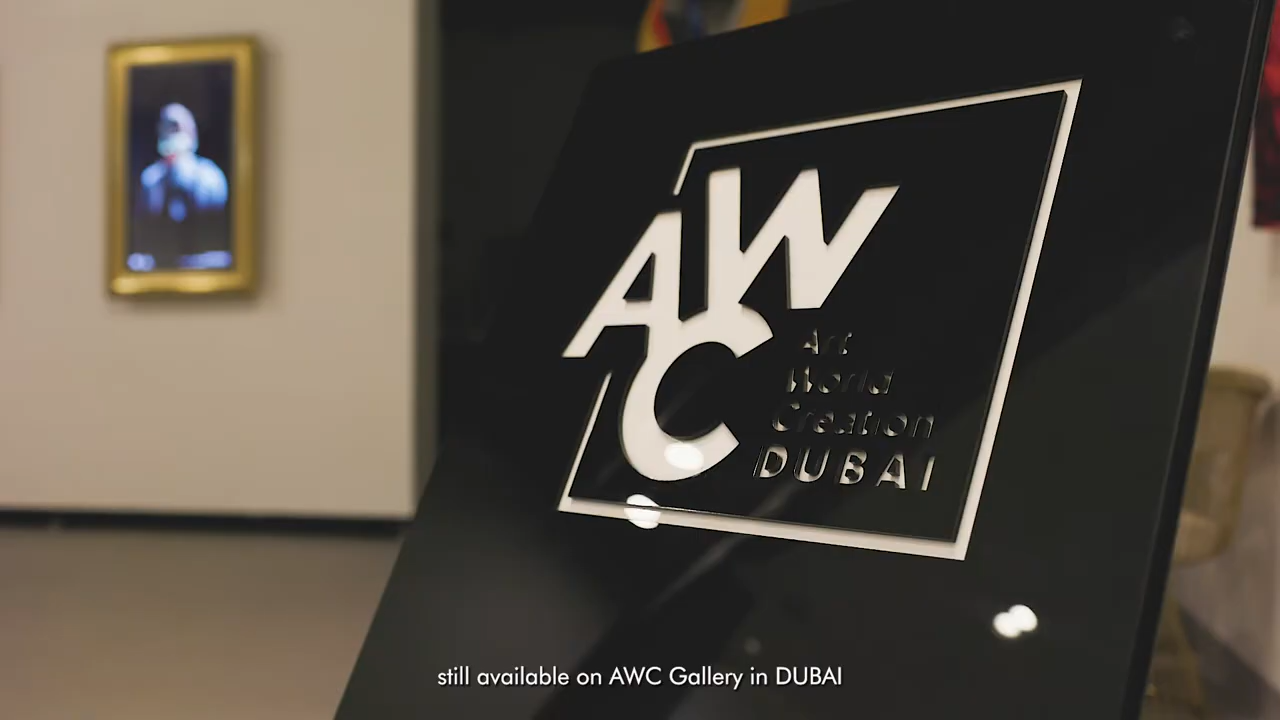 AWC
Art
World
Creation
DUBAI
still available on AWC Gallery in DUBAI